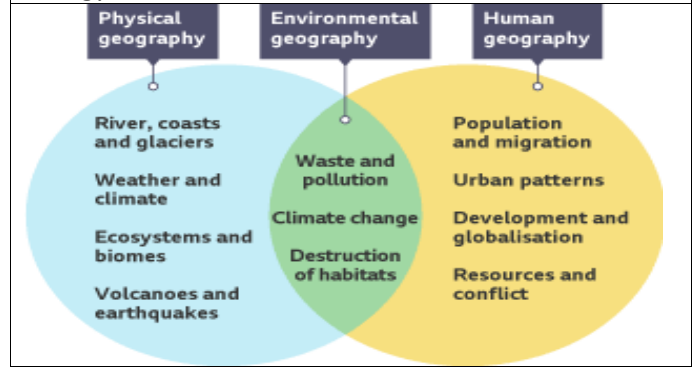 Physical
geography
Environmental
geography
Human
geography
River, coasts
and glaciers
Weather and
climate
Ecosystems and
biomes
Volcanoes and
earthquakes
Waste and
pollution
Climate change
Destruction
of habitats
Population
and migration
Urban patterns
Development and
globalisation
Resources and
conflict